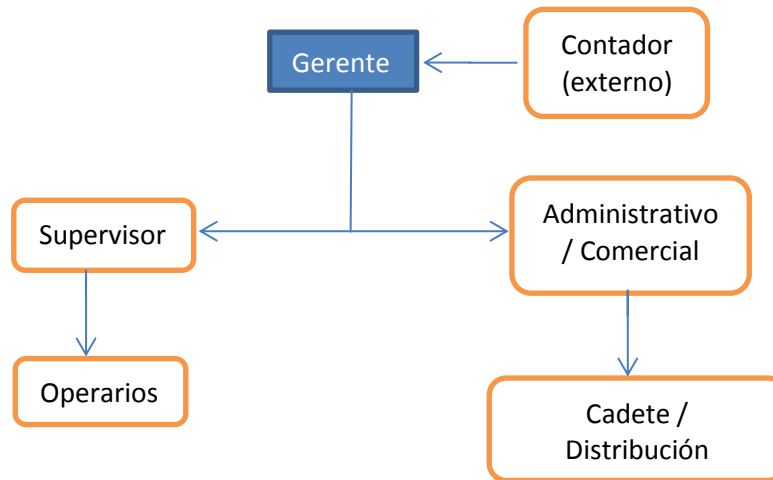 Gerente
Contador
(externo)
Supervisor
Administrativo
/ Comercial
Operarios
Cadete /
Distribución